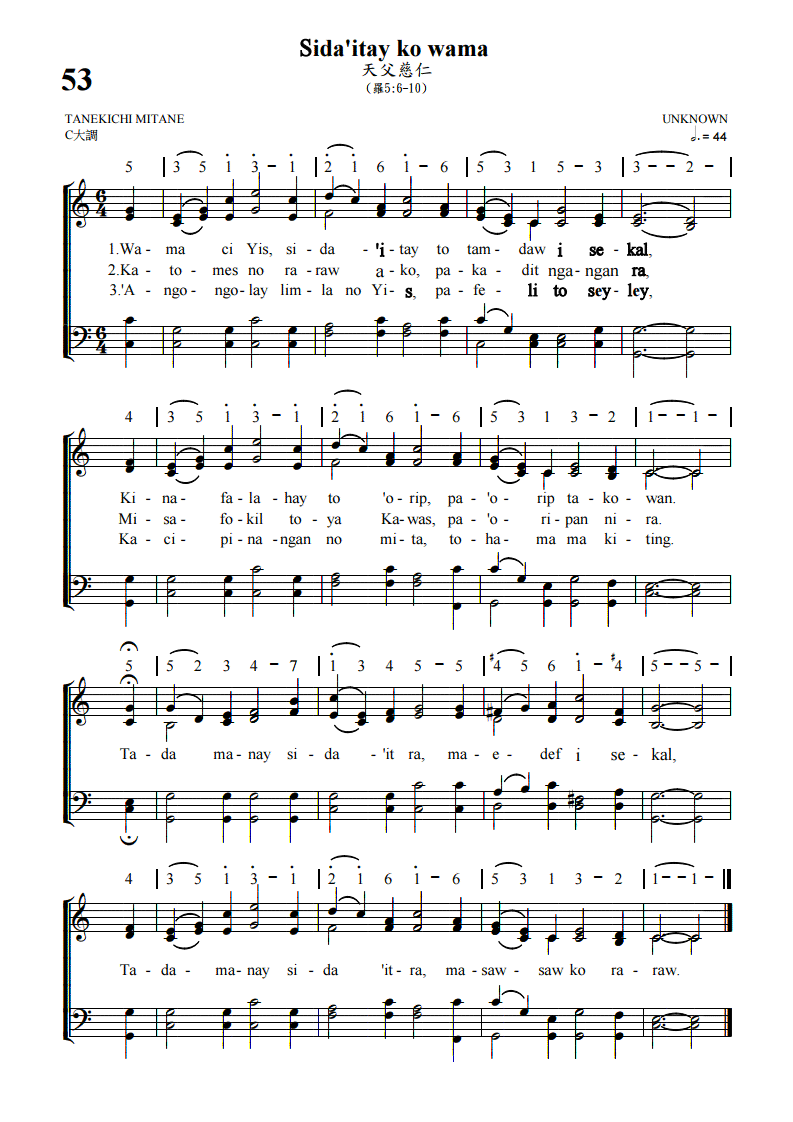 Sida'itay ko wama
53
天父慈仁
(羅5:6-10)
TANEKICHI MITANE
UNKNOWN
C大調
= 44
5 | 3 5 1 3 - 1 | 2 1 6 1 - 6 | 5 3 1 5 - 3 | 3 - - 2 - |
1.Wa- ma ci Yis, si- da - 'i- tay to tam- daw i se- kal,
2.Ka- to- mes no ra- raw a- ko, pa- ka- dit nga- ngan ra,
3.'A- ngo- ngo- lay lim- la no Yi- s, pa- fe- li to sey- ley,
4 | 3 5 1 3 - 1 | 2 1 6 1 - 6 | 5 3 1 3 - 2 | 1 - 1 - |
Ki- na- fa- la- hay to 'o- rip, pa- 'o- rip ta- ko- wan.
Mi- sa- fo- kil to- ya Ka- was, pa- 'o- ri- pan ni- ra.
Ka- ci- pi- na- ngan no mi- ta, to- ha- ma ma ki- ting.
5 | 5 2 3 4 - 7 | 1 3 4 5 - 5 | #4 5 6 1 - #4 | 5 - 5 - |
Ta- da ma- nay si- da- 'it- ra, ma- e- def i se- kal,
4 | 3 5 1 3 - 1 | 2 1 6 1 - 6 | 5 3 1 3 - 2 | 1 - 1 - ||
Ta- da- ma- nay si- da 'it- ra, ma- saw- saw ko ra- raw.